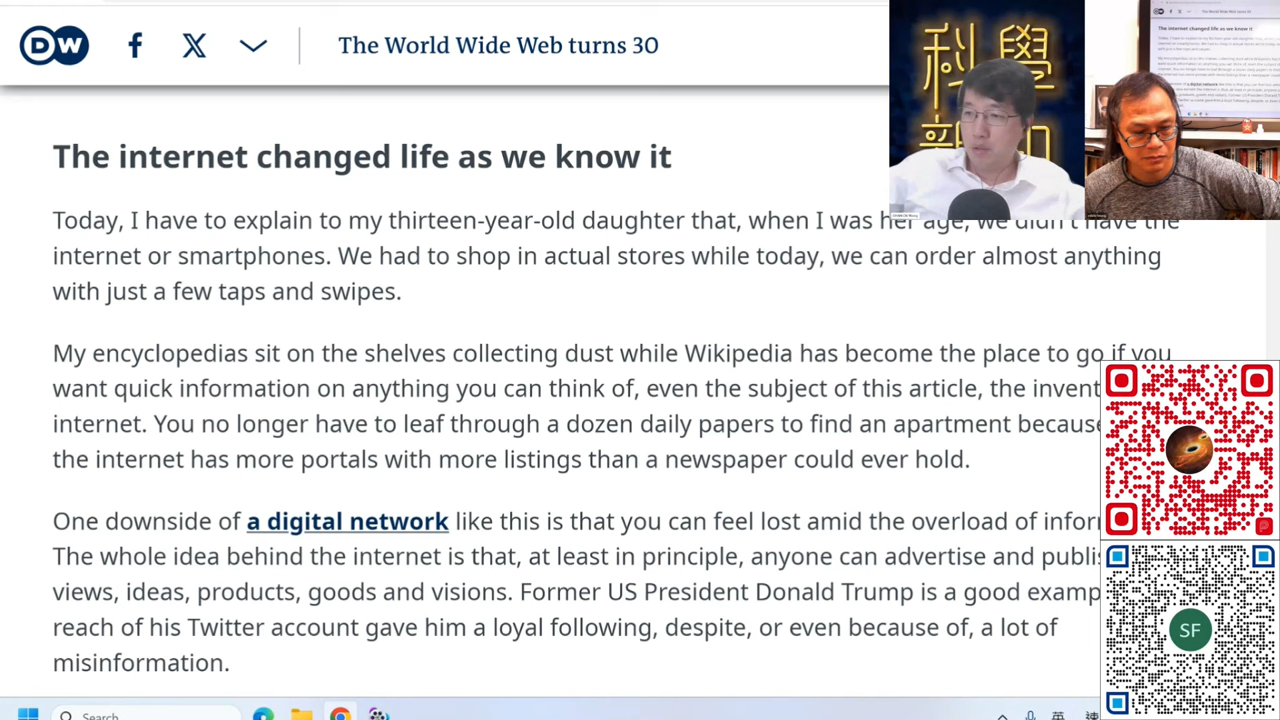 DW
The World Wide Web turns 30
科學
The internet changed life as we know it
Today, I have to explain to my thirteen-year-old daughter that, when I was her age, we didn't have the
internet or smartphones. We had to shop in actual stores while today, we can order almost anything
with just a few taps and swipes.
My encyclopedias sit on the shelves collecting dust while Wikipedia has become the place to go if you
want quick information on anything you can think of, even the subject of this article, the invent
internet. You no longer have to leaf through a dozen daily papers to find an apartment because
the internet has more portals with more listings than a newspaper could ever hold.
One downside of a digital network like this is that you can feel lost amid the overload of infor
The whole idea behind the internet is that, at least in principle, anyone can advertise and publi
views, ideas, products, goods and visions. Former US President Donald Trump is a good examp
reach of his Twitter account gave him a loyal following, despite, or even because of, a lot of
misinformation.
SF
Search
英